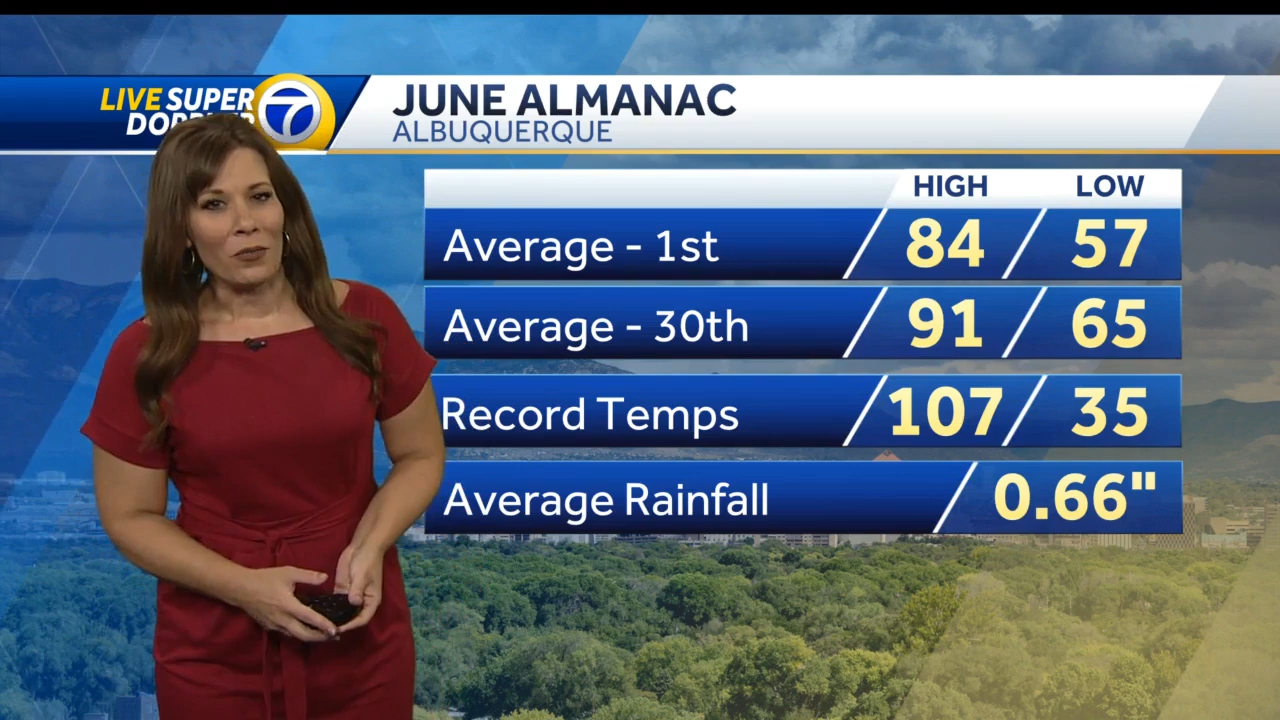 LIVE SUPER
DOPPLER 7
JUNE ALMANAC
ALBUQUERQUE
HIGH LOW
Average - 1st 84 57
Average - 30th 91 65
Record Temps 107 35
Average Rainfall 0.66"